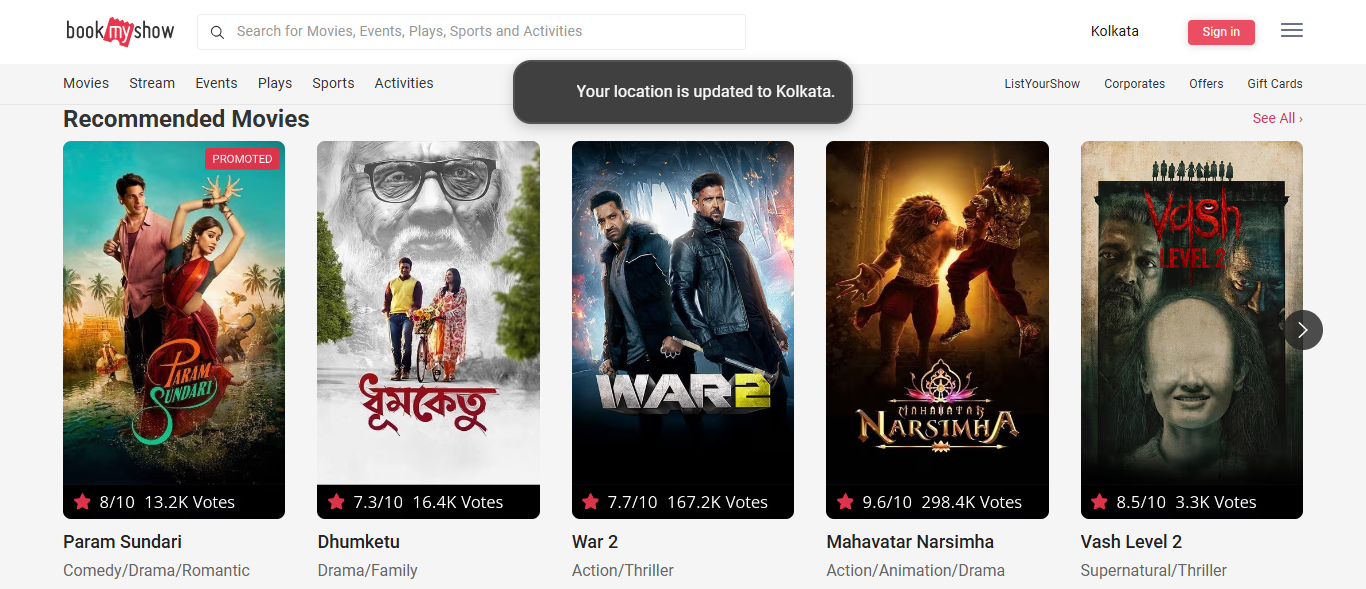 bookmyshow
Search for Movies, Events, Plays, Sports and Activities
Kolkata
Sign in
Movies Stream Events Plays Sports Activities
ListYourShow Corporates Offers Gift Cards
Your location is updated to Kolkata.
Recommended Movies
See All ›
PROMOTED
PARAM
SUNDARI
8/10 13.2K Votes
Param Sundari
Comedy/Drama/Romantic
ধূমকেতু
7.3/10 16.4K Votes
Dhumketu
Drama/Family
WAR 2
7.7/10 167.2K Votes
War 2
Action/Thriller
MAHAVATAR
NARSIMHA
9.6/10 298.4K Votes
Mahavatar Narsimha
Action/Animation/Drama
Vash
LEVEL 2
8.5/10 3.3K Votes
Vash Level 2
Supernatural/Thriller